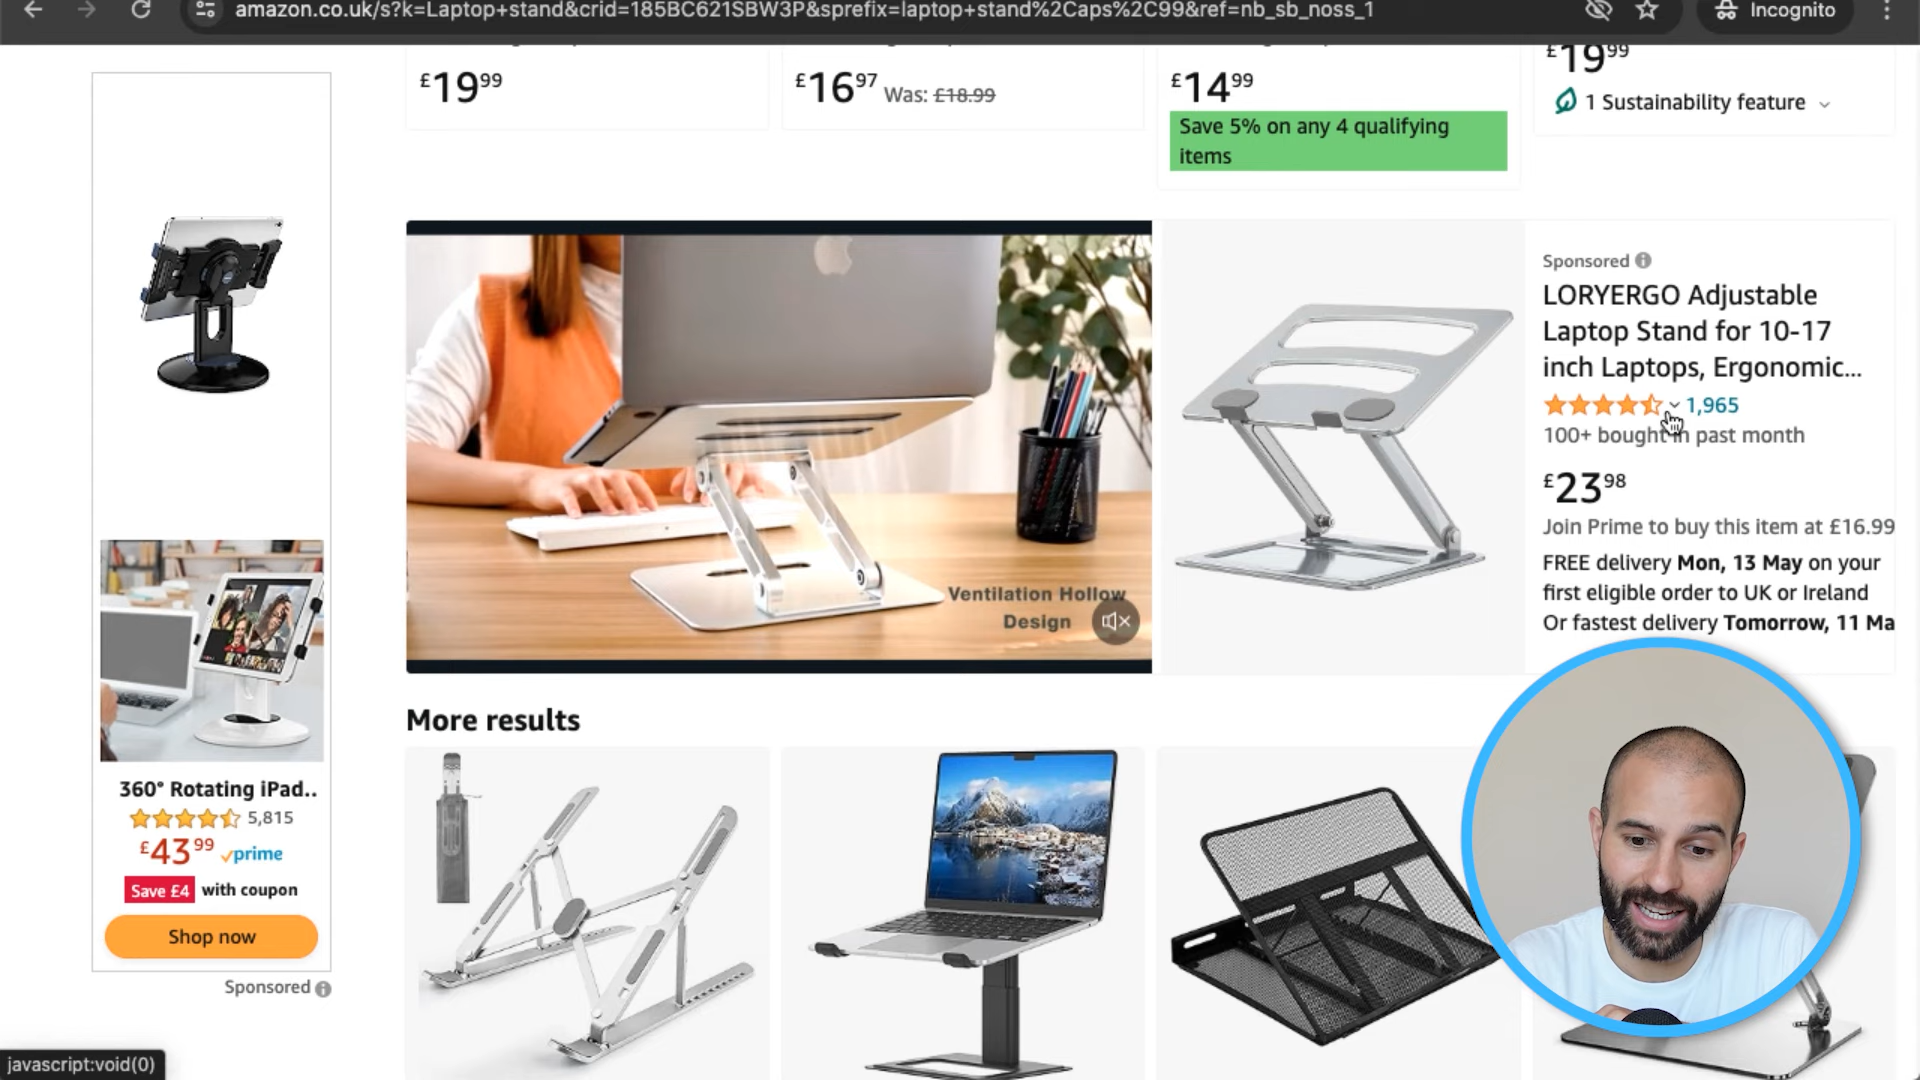 amazon.co.uk/s?k=Laptop+stand&crid=185BC621SBW3P&sprefix=laptop+stand%2Caps%2C99&ref=nb_sb_noss_1
Incognito
£19 99
£16 97 Was: £18.99
£14 99
Save 5% on any 4 qualifying
items
£19 99
1 Sustainability feature
Ventilation Hollow
Design
Sponsored
LORYERGO Adjustable
Laptop Stand for 10-17
inch Laptops, Ergonomic...
1,965
100+ bought in past month
£23 98
Join Prime to buy this item at £16.99
FREE delivery Mon, 13 May on your
first eligible order to UK or Ireland
Or fastest delivery Tomorrow, 11 Ma
360° Rotating iPad..
5,815
£43 99 prime
Save £4 with coupon
Shop now
Sponsored
More results
javascript:void(0)